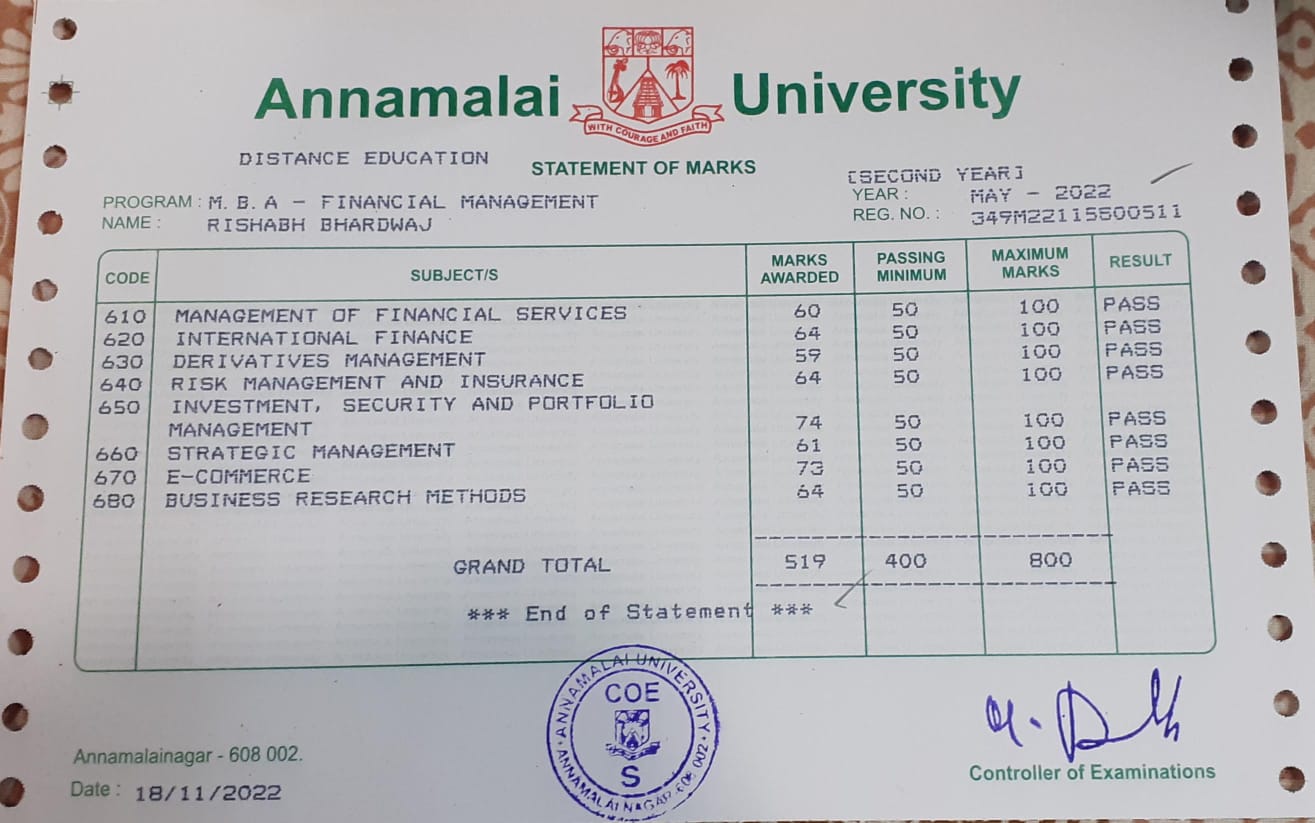 Annamalai University
WITH COURAGE AND FAITH
DISTANCE EDUCATION
STATEMENT OF MARKS
[SECOND YEAR]
PROGRAM : M. B. A - FINANCIAL MANAGEMENT
YEAR : MAY - 2022
NAME : RISHABH BHARDWAJ
REG. NO. : 349M22115600511
CODE SUBJECT/S MARKS AWARDED PASSING MINIMUM MAXIMUM MARKS RESULT
610 MANAGEMENT OF FINANCIAL SERVICES 60 50 100 PASS
620 INTERNATIONAL FINANCE 64 50 100 PASS
630 DERIVATIVES MANAGEMENT 59 50 100 PASS
640 RISK MANAGEMENT AND INSURANCE 64 50 100 PASS
650 INVESTMENT, SECURITY AND PORTFOLIO
MANAGEMENT 74 50 100 PASS
660 STRATEGIC MANAGEMENT 61 50 100 PASS
670 E-COMMERCE 73 50 100 PASS
680 BUSINESS RESEARCH METHODS 64 50 100 PASS
GRAND TOTAL 519 400 800
*** End of Statement ***
ANNAMALAI UNIVERSITY
COE
S
Annamalainagar - 608 002.
Date : 18/11/2022
Controller of Examinations